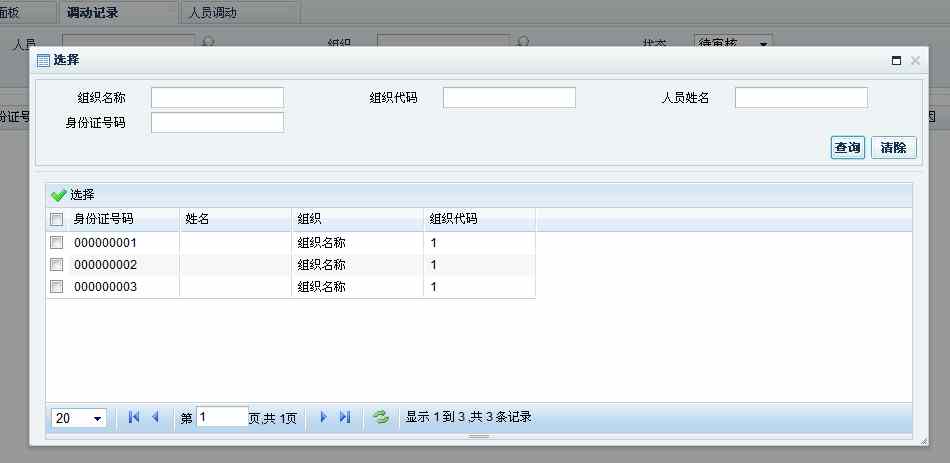 面板 调动记录 人员调动
人员 组织 状态 待审核
选择
组织名称 组织代码 人员姓名
身份证号码
查询 清除
份证号 因
选择
身份证号码 姓名 组织 组织代码
000000001 组织名称 1
000000002 组织名称 1
000000003 组织名称 1
20 第 1 页,共 1页 显示 1 到 3 ,共 3 条记录